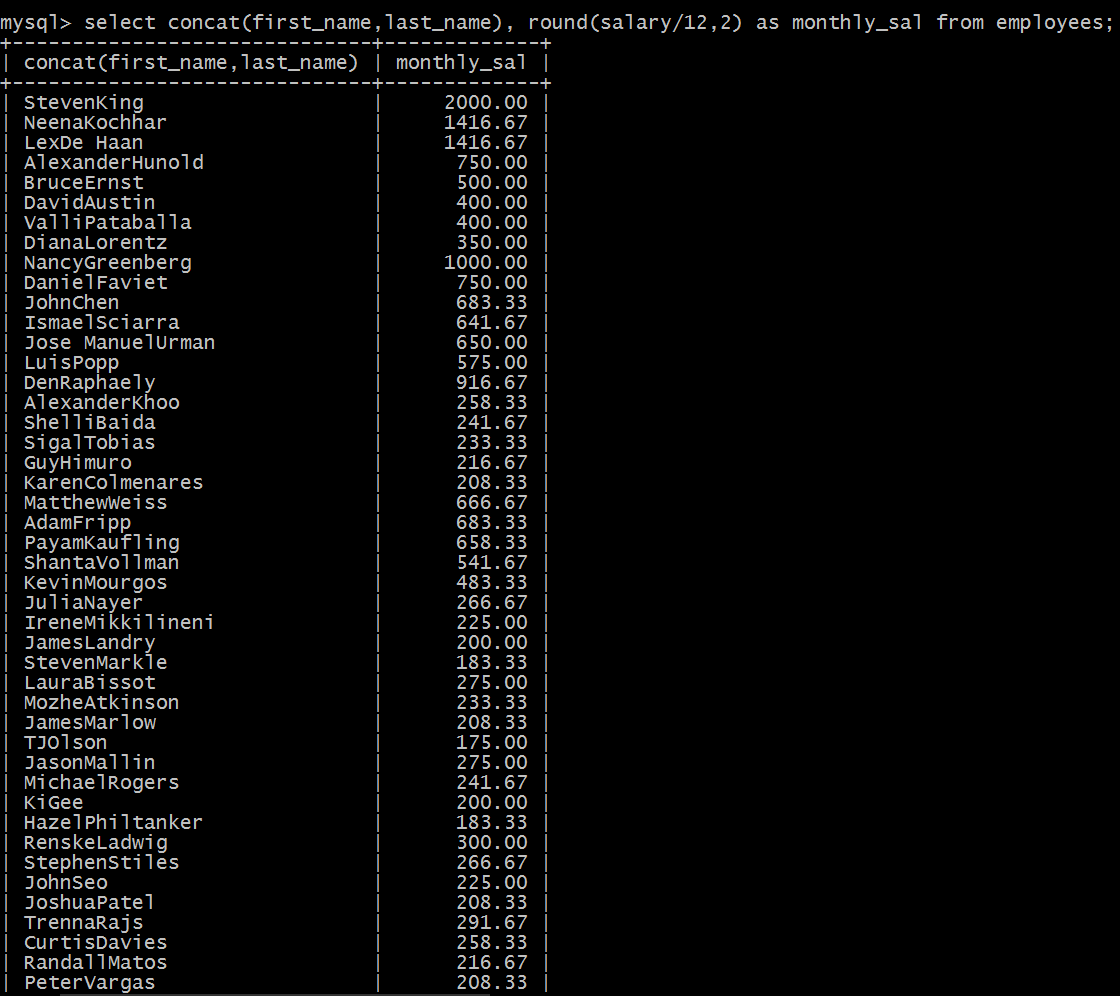 mysql> select concat(first_name,last_name), round(salary/12,2) as monthly_sal from employees;
+------------------------------+-------------+
| concat(first_name,last_name) | monthly_sal |
+------------------------------+-------------+
| StevenKing                   |     2000.00 |
| NeenaKochhar                 |     1416.67 |
| LexDe Haan                   |     1416.67 |
| AlexanderHunold              |      750.00 |
| BruceErnst                   |      500.00 |
| DavidAustin                  |      400.00 |
| ValliPataballa               |      400.00 |
| DianaLorentz                 |      350.00 |
| NancyGreenberg               |     1000.00 |
| DanielFaviet                 |      750.00 |
| JohnChen                     |      683.33 |
| IsmaelSciarra                |      641.67 |
| Jose ManuelUrman             |      650.00 |
| LuisPopp                     |      575.00 |
| DenRaphaely                  |      916.67 |
| AlexanderKhoo                |      258.33 |
| ShelliBaida                  |      241.67 |
| SigalTobias                  |      233.33 |
| GuyHimuro                    |      216.67 |
| KarenColmenares              |      208.33 |
| MatthewWeiss                 |      666.67 |
| AdamFripp                    |      683.33 |
| PayamKaufling                |      658.33 |
| ShantaVollman                |      541.67 |
| KevinMourgos                 |      483.33 |
| JuliaNayer                   |      266.67 |
| IreneMikkilineni             |      225.00 |
| JamesLandry                  |      200.00 |
| StevenMarkle                 |      183.33 |
| LauraBissot                  |      275.00 |
| MozheAtkinson                |      233.33 |
| JamesMarlow                  |      208.33 |
| TJOlson                      |      175.00 |
| JasonMallin                  |      275.00 |
| MichaelRogers                |      241.67 |
| KiGee                        |      200.00 |
| HazelPhiltanker              |      183.33 |
| RenskeLadwig                 |      300.00 |
| StephenStiles                |      266.67 |
| JohnSeo                      |      225.00 |
| JoshuaPatel                  |      208.33 |
| TrennaRajs                   |      291.67 |
| CurtisDavies                 |      258.33 |
| RandallMatos                 |      216.67 |
| PeterVargas                  |      208.33 |